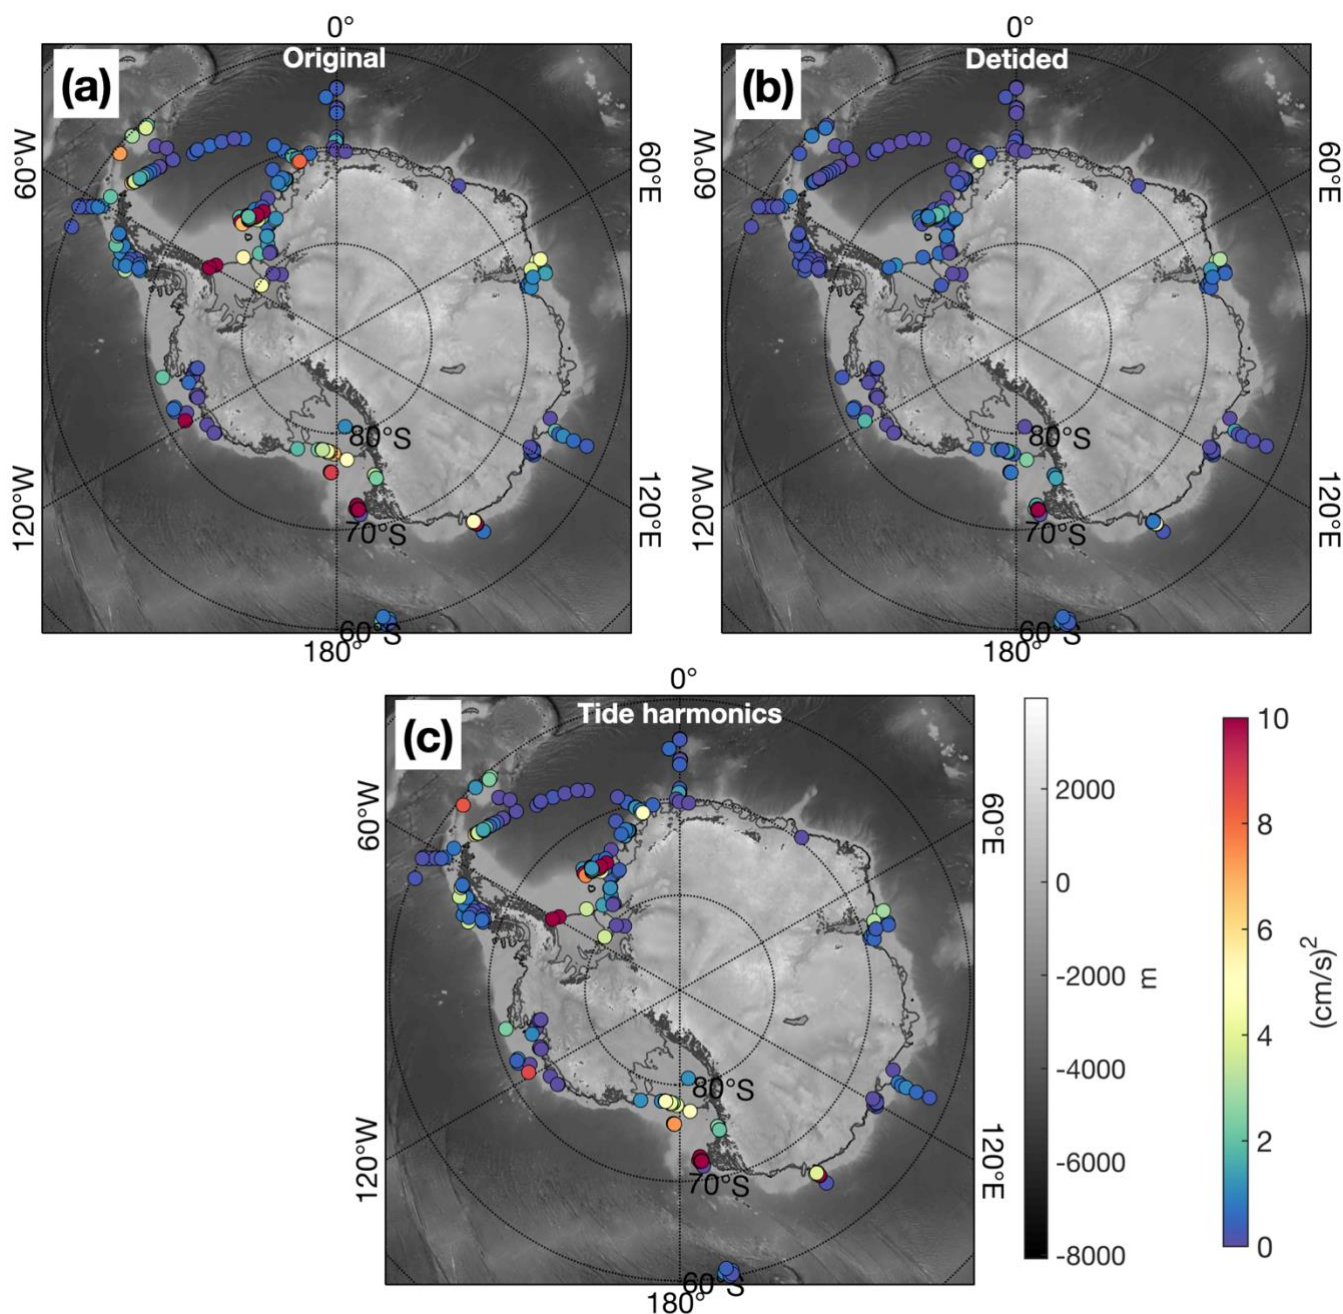 0° 0°
(a) Original (b) Detided
60°W 60°E 60°W 60°E
80°S 80°S
120°W 120°E 120°W 120°E
70°S 70°S
60°S 60°S
180° 180°
0°
(c) Tide harmonics
10
2000
60°W 60°E
8
0
6
-2000 m (cm/s)²
4
-4000
80°S
2
120°W 120°E
-6000
70°S
0
-8000
60°S
180°